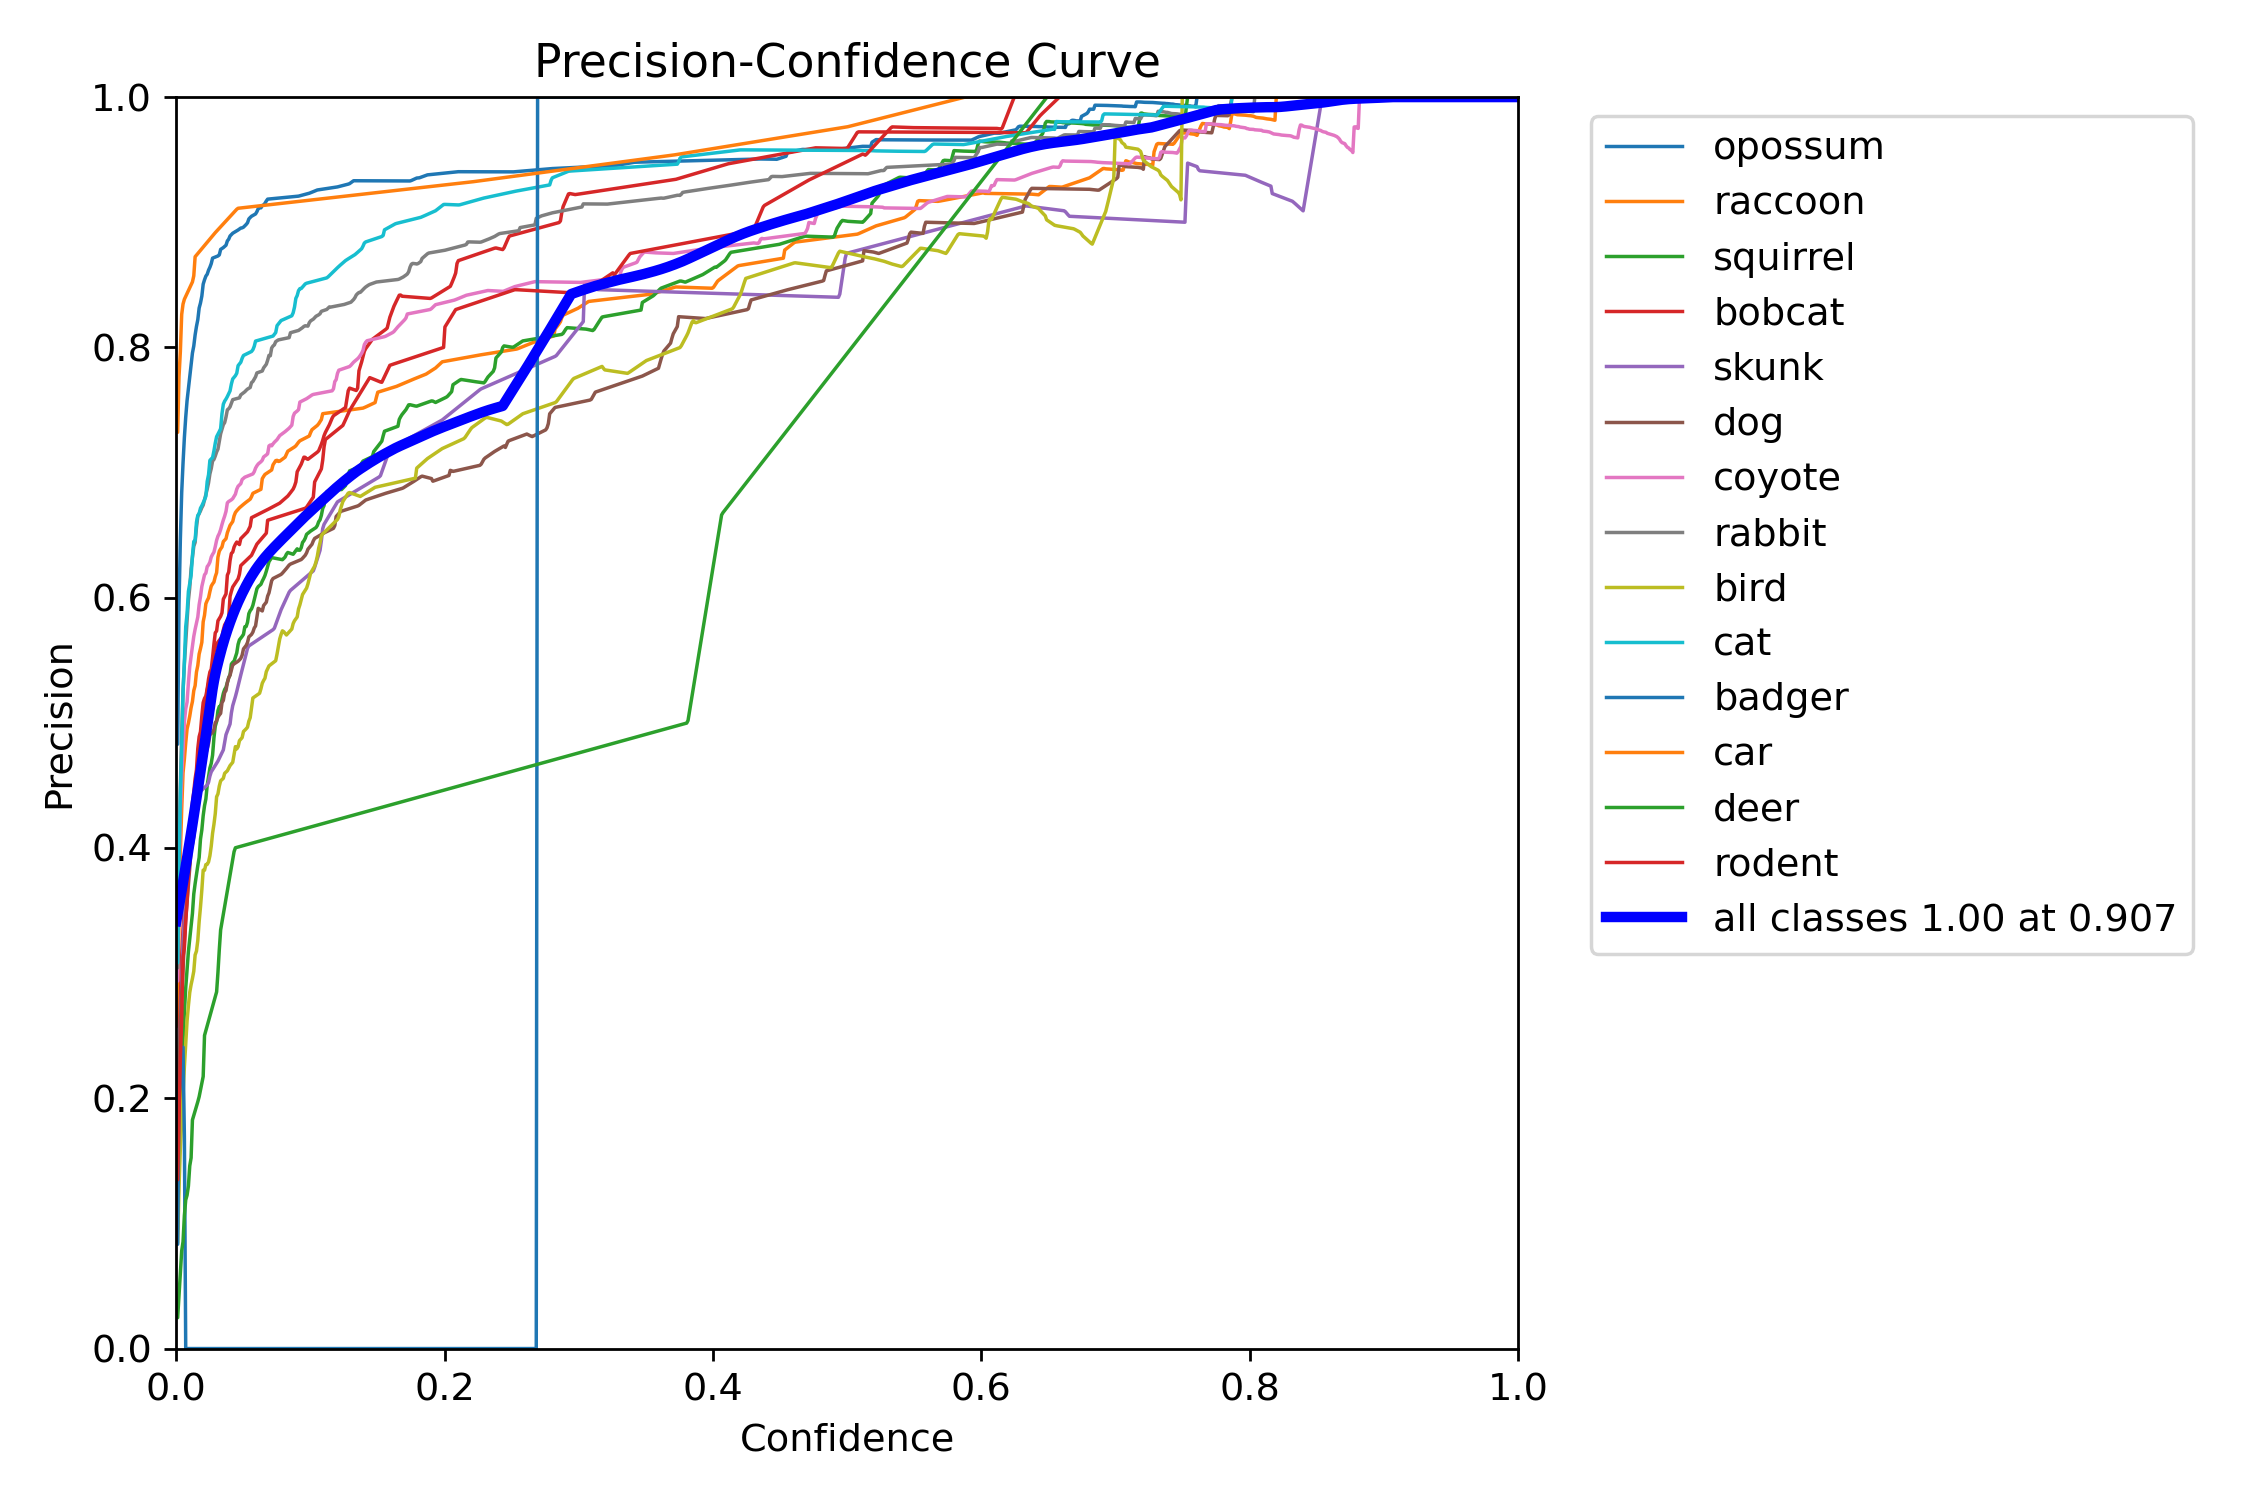 Precision-Confidence Curve
1.0
0.8
0.6
0.4
0.2
0.0
Precision
0.0 0.2 0.4 0.6 0.8 1.0
Confidence
opossum
raccoon
squirrel
bobcat
skunk
dog
coyote
rabbit
bird
cat
badger
car
deer
rodent
all classes 1.00 at 0.907